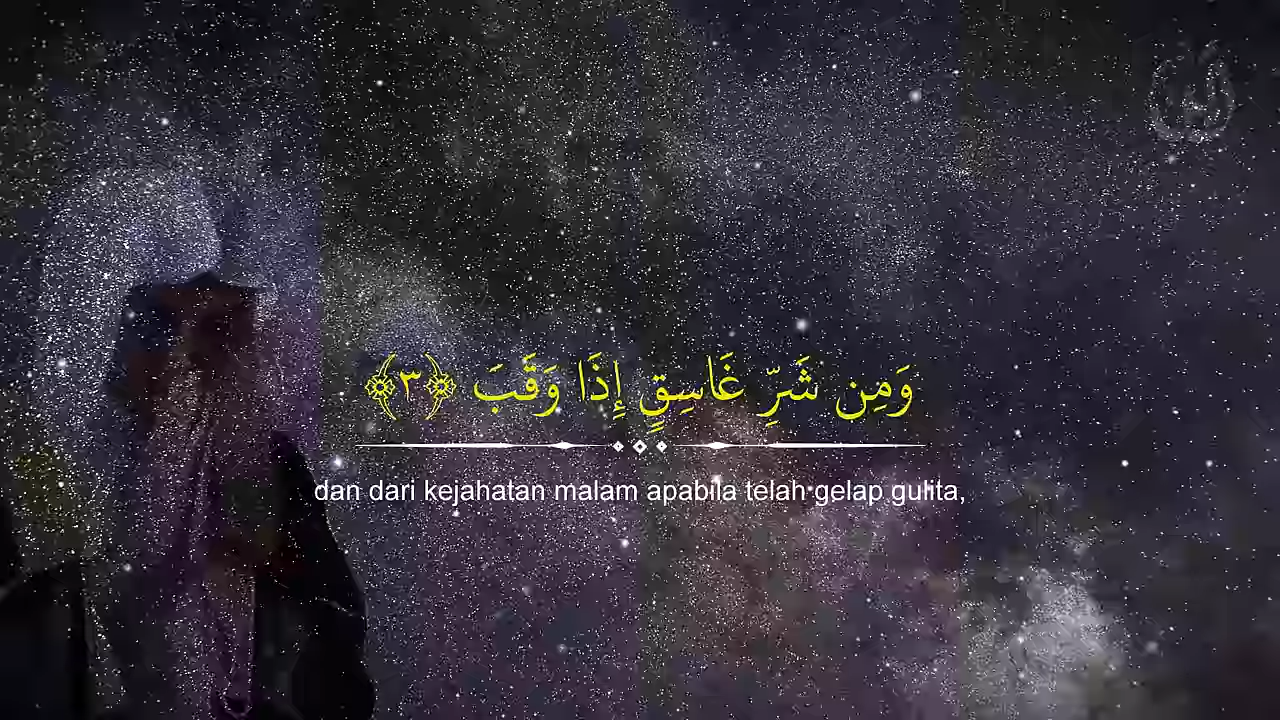 وَمِن شَرِّ غَاسِقٍ إِذَا وَقَبَ ﴿٣﴾
dan dari kejahatan malam apabila telah gelap gulita,